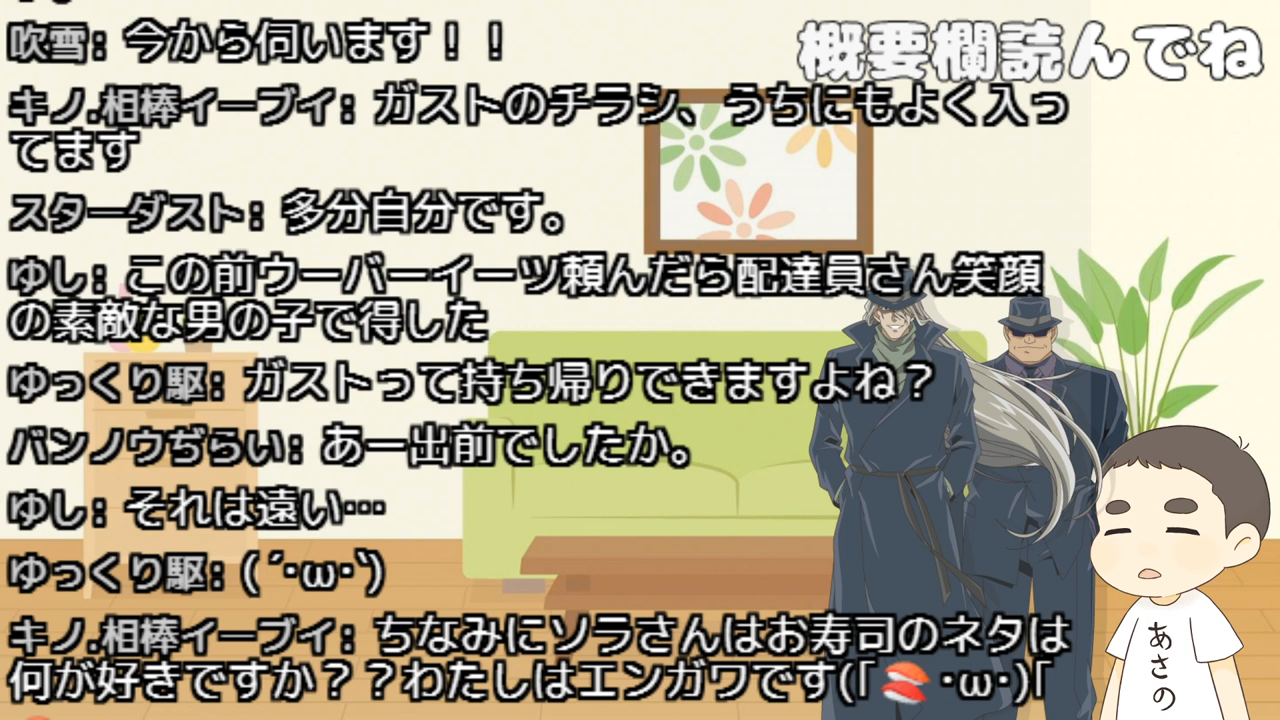 吹雪: 今から伺います！！
概要欄読んでね
キノ.相棒イーブイ: ガストのチラシ、うちにもよく入っ
てます
スターダスト: 多分自分です。
ゆし: この前ウーバーイーツ頼んだら配達員さん笑顔
の素敵な男の子で得した
ゆっくり駆: ガストって持ち帰りできますよね？
バンノウぢらい: あー出前でしたか。
ゆし: それは遠い…
ゆっくり駆: (´･ω･`)
キノ.相棒イーブイ: ちなみにソラさんはお寿司のネタは
何が好きですか？？わたしはエンガワです(｢🍣･ω･)｢
あさの